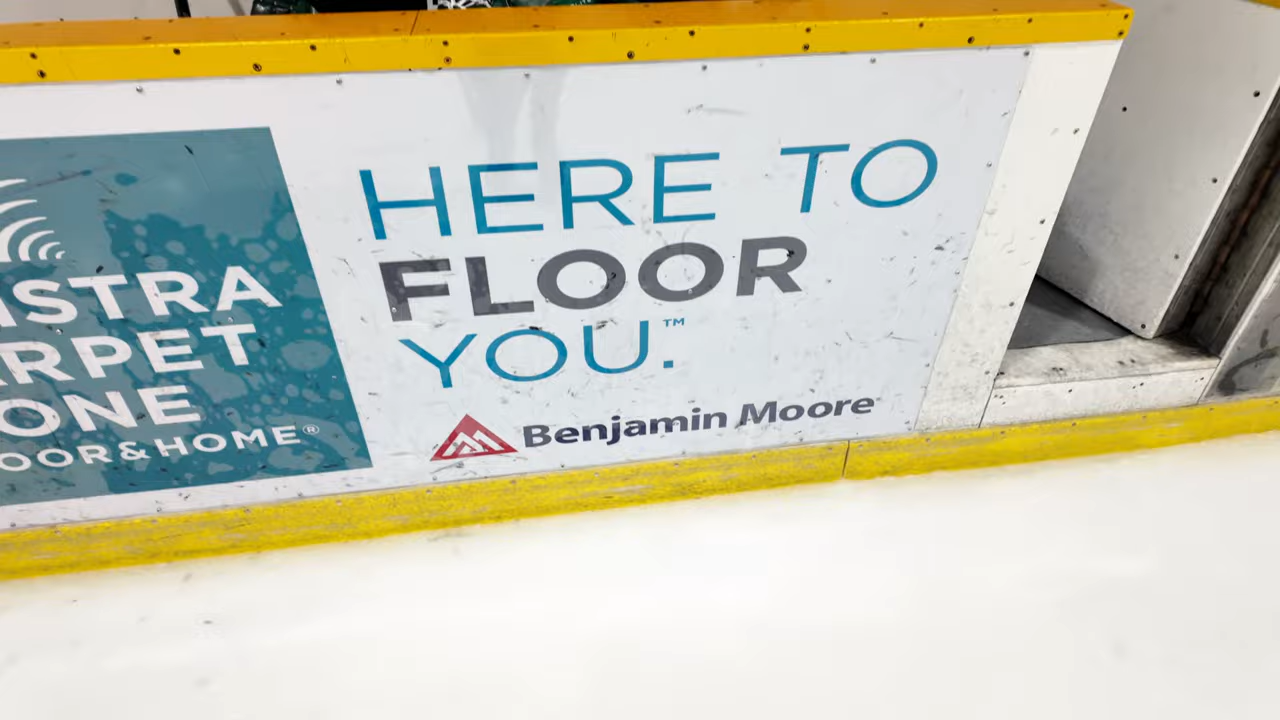 HERE TO
FLOOR
YOU.™
Benjamin Moore
ISTRA
RPET
ONE
OOR & HOME®